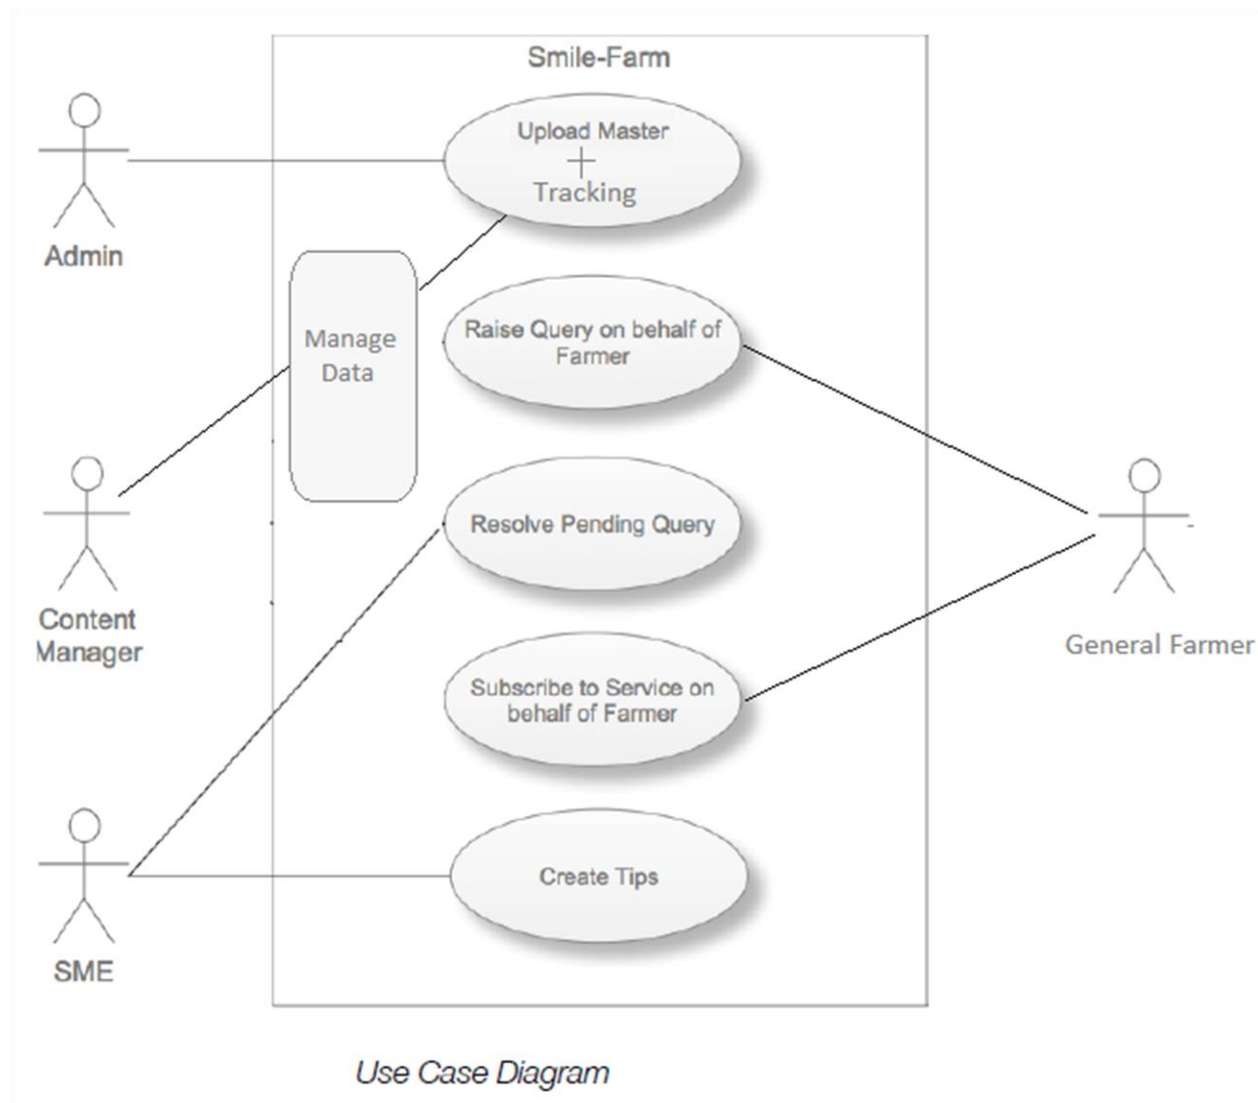 Smile-Farm
Upload Master
+
Tracking
Admin
Manage
Data
Raise Query on behalf of
Farmer
Content
Manager
Resolve Pending Query
General Farmer
Subscribe to Service on
behalf of Farmer
Create Tips
SME
Use Case Diagram